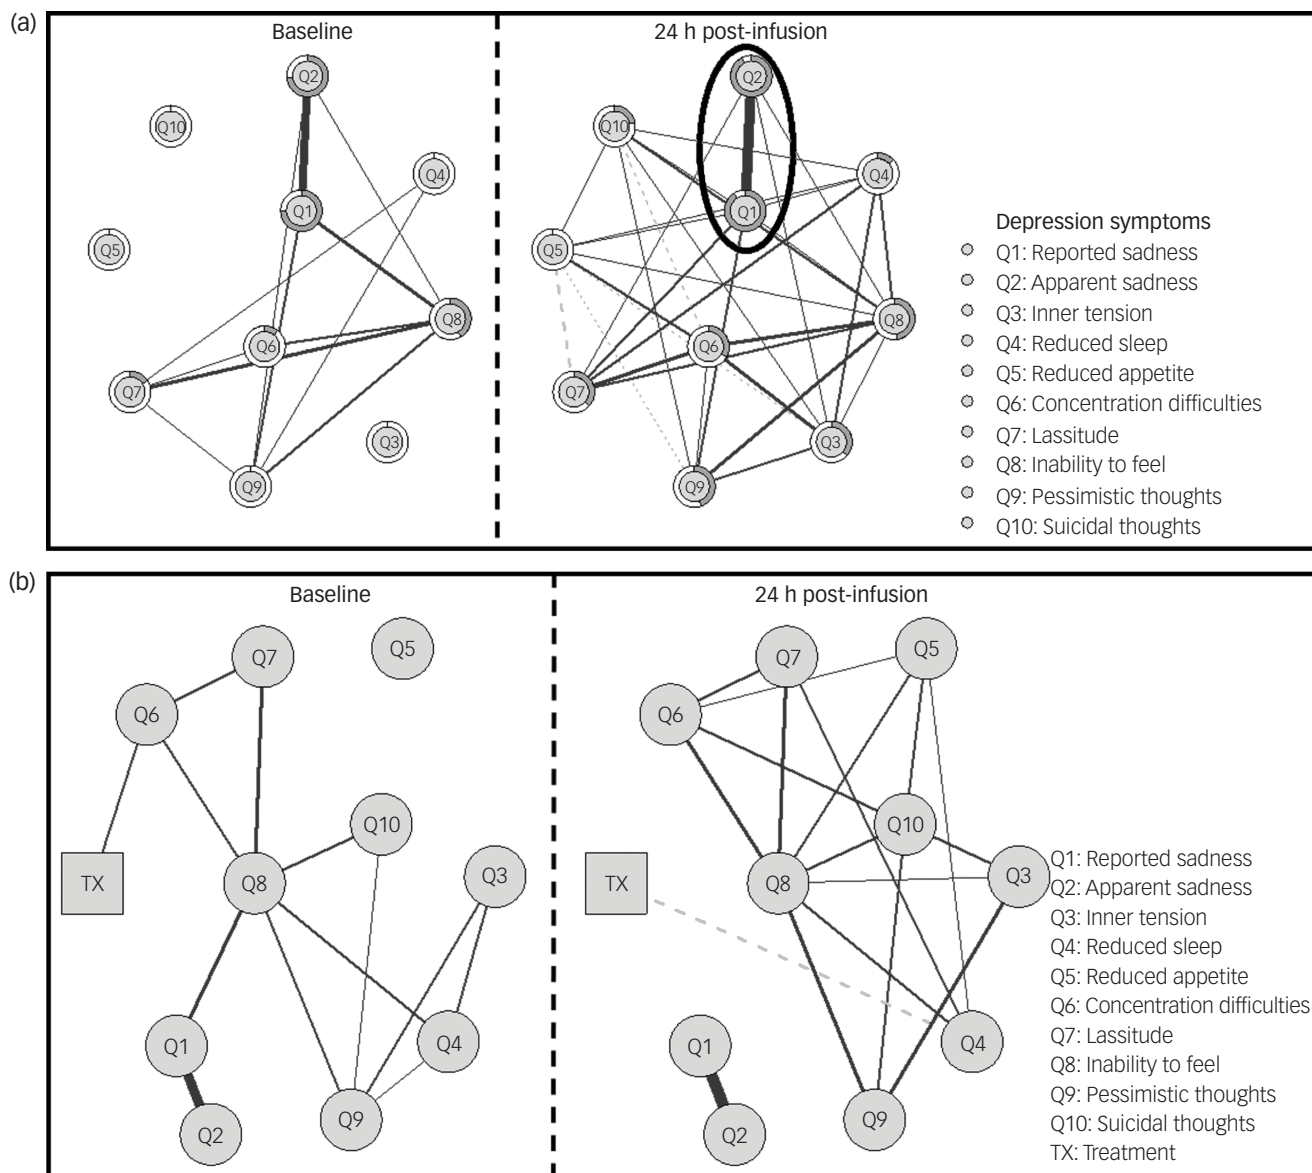 (a)
Baseline
24 h post-infusion
Q2
Q10
Q4
Q1
Q5
Q8
Q6
Q7
Q3
Q9
Q2
Q10
Q4
Q1
Q5
Q8
Q6
Q7
Q3
Q9
Depression symptoms
Q1: Reported sadness
Q2: Apparent sadness
Q3: Inner tension
Q4: Reduced sleep
Q5: Reduced appetite
Q6: Concentration difficulties
Q7: Lassitude
Q8: Inability to feel
Q9: Pessimistic thoughts
Q10: Suicidal thoughts
(b)
Baseline
24 h post-infusion
Q7
Q5
Q6
Q10
TX
Q8
Q3
Q1
Q4
Q9
Q2
Q7
Q5
Q6
Q10
TX
Q8
Q3
Q1
Q4
Q9
Q2
Q1: Reported sadness
Q2: Apparent sadness
Q3: Inner tension
Q4: Reduced sleep
Q5: Reduced appetite
Q6: Concentration difficulties
Q7: Lassitude
Q8: Inability to feel
Q9: Pessimistic thoughts
Q10: Suicidal thoughts
TX: Treatment